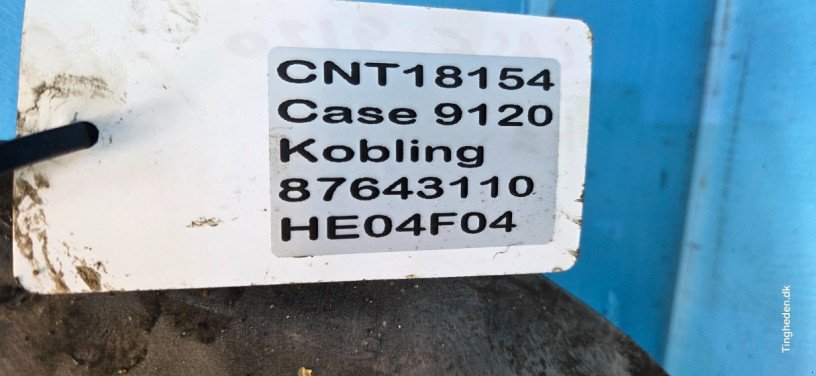 CNT18154
Case 9120
Kobling
87643110
HE04F04
Tingheden.dk